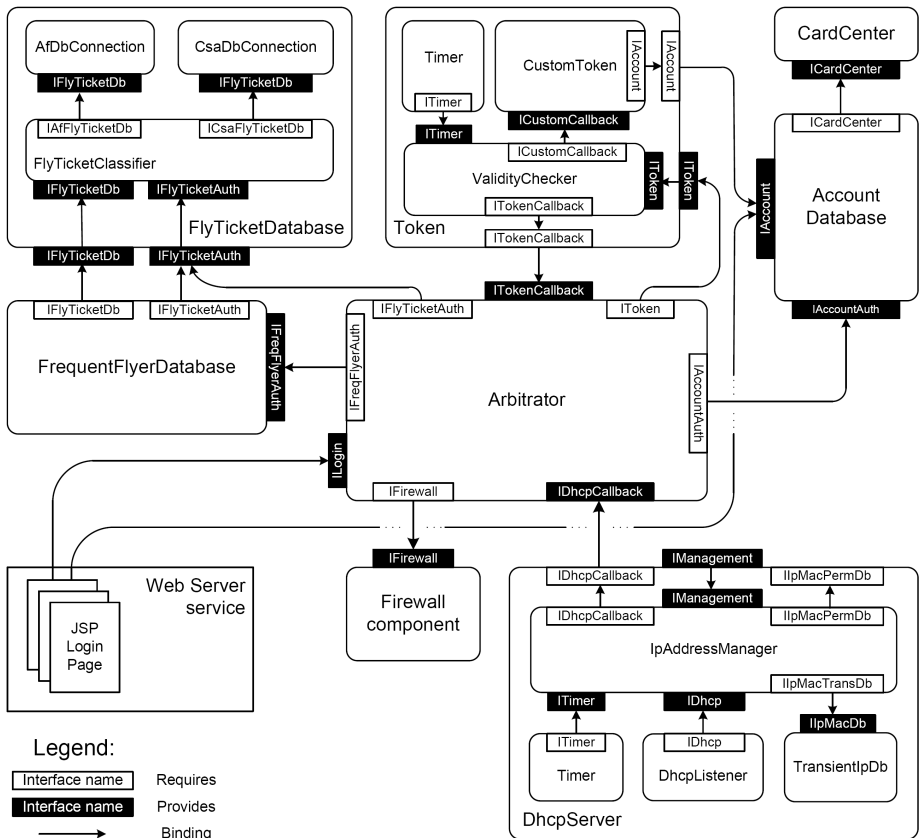 AfDbConnection
IFlyTicketDb
CsaDbConnection
IFlyTicketDb
IAfFlyTicketDb
ICsaFlyTicketDb
FlyTicketClassifier
IFlyTicketDb
IFlyTicketAuth
FlyTicketDatabase
IFlyTicketDb
IFlyTicketAuth
Timer
ITimer
ITimer
CustomToken
IAccount
IAccount
ICustomCallback
ICustomCallback
ValidityChecker
IToken
IToken
ITokenCallback
ITokenCallback
Token
CardCenter
ICardCenter
ICardCenter
Account
Database
IAccount
IAccountAuth
IFlyTicketDb
IFlyTicketAuth
FrequentFlyerDatabase
IFreqFlyerAuth
ITokenCallback
IFlyTicketAuth
IToken
IFreqFlyerAuth
Arbitrator
IAccountAuth
ILogin
IFirewall
IDhcpCallback
IFirewall
Firewall
component
Web Server
service
JSP
Login
Page
IDhcpCallback
IManagement
IIpMacPermDb
IDhcpCallback
IManagement
IIpMacPermDb
IpAddressManager
IIpMacTransDb
ITimer
IDhcp
IIpMacDb
ITimer
Timer
IDhcp
DhcpListener
TransientIpDb
DhcpServer
Legend:
Interface name
Requires
Interface name
Provides
Binding